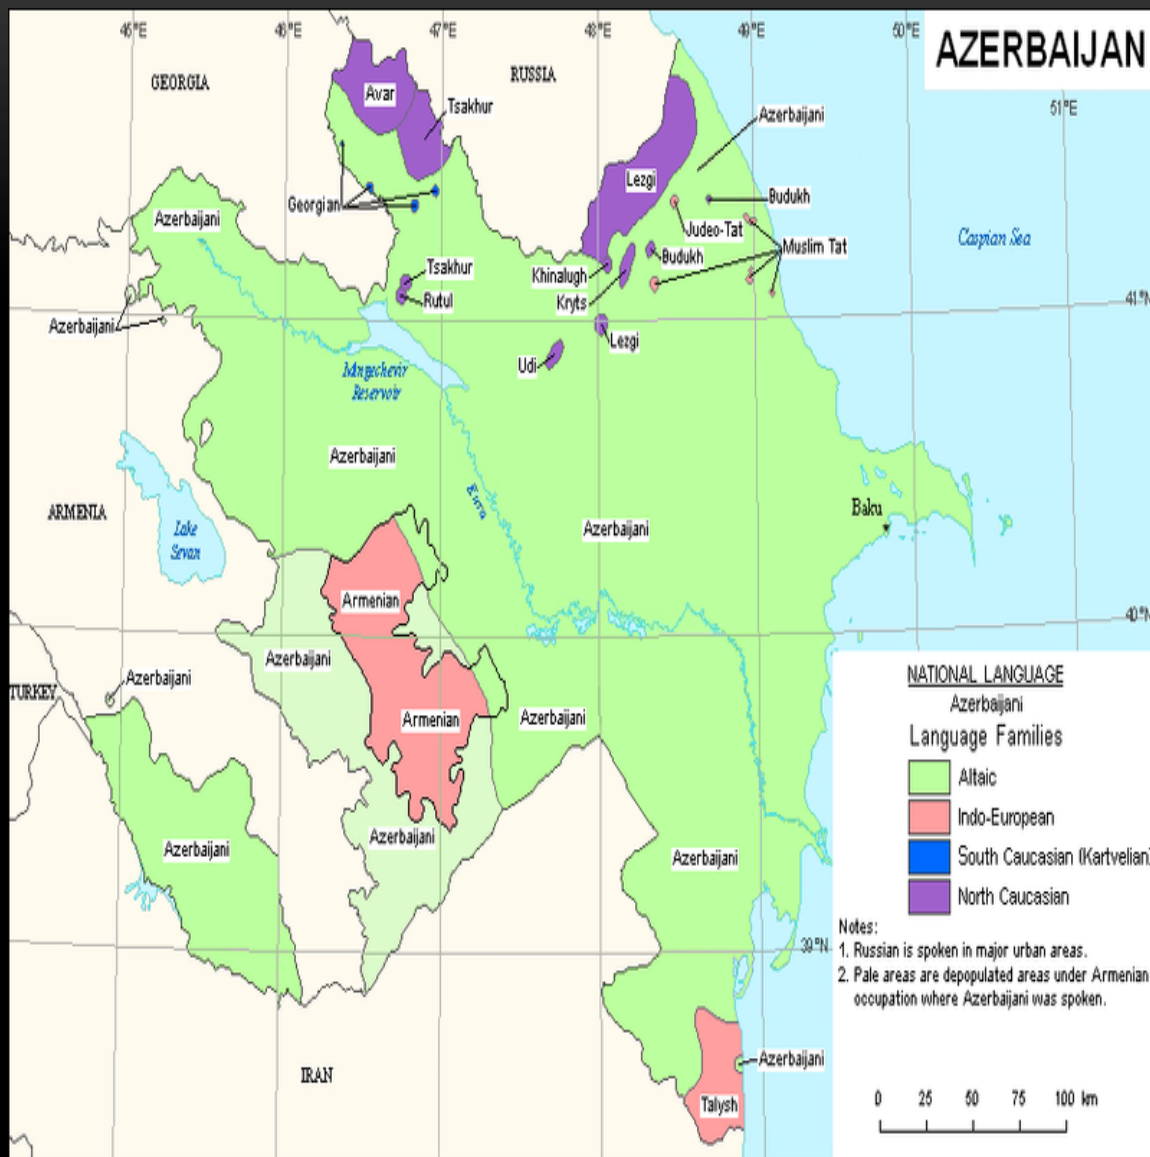 45°E
46°E
47°E
48°E
49°E
50°E
AZERBAIJAN
51°E
GEORGIA
RUSSIA
Avar
Tsakhur
Azerbaijani
Lezgi
Georgian
Budukh
Azerbaijani
Judeo-Tat
Muslim Tat
Caspian Sea
Budukh
Tsakhur
Khinalugh
Rutul
Kryts
41°N
Azerbaijani
Lezgi
Udi
Mingechevir
Reservoir
Azerbaijani
Kura
ARMENIA
Baku
Lake
Sevan
Azerbaijani
Armenian
40°N
Azerbaijani
Azerbaijani
TURKEY
Armenian
Azerbaijani
NATIONAL LANGUAGE
Azerbaijani
Language Families
Altaic
Indo-European
South Caucasian (Kartvelian)
North Caucasian
Azerbaijani
Azerbaijani
Azerbaijani
39°N
Notes:
1. Russian is spoken in major urban areas.
2. Pale areas are depopulated areas under Armenian
occupation where Azerbaijani was spoken.
Azerbaijani
IRAN
Talysh
0 25 50 75 100 km